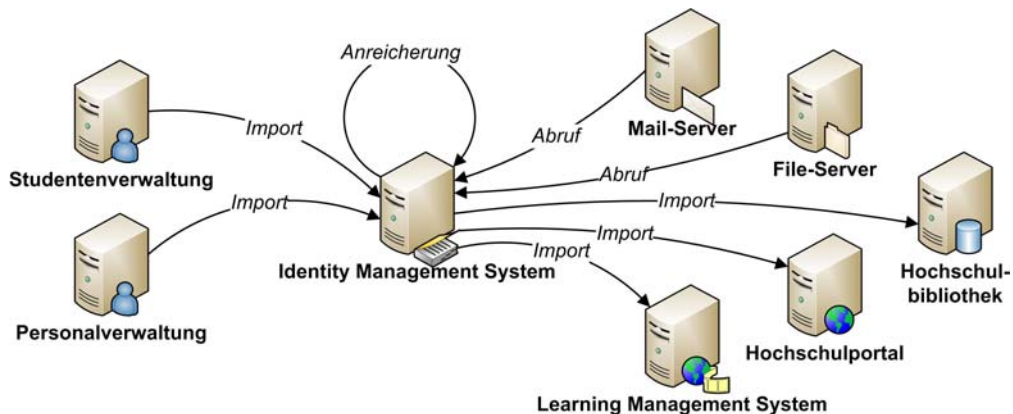 Anreicherung
Import
Studentenverwaltung
Import
Personalverwaltung
Identity Management System
Abruf
Mail-Server
Abruf
File-Server
Import
Hochschul-
bibliothek
Import
Hochschulportal
Import
Learning Management System